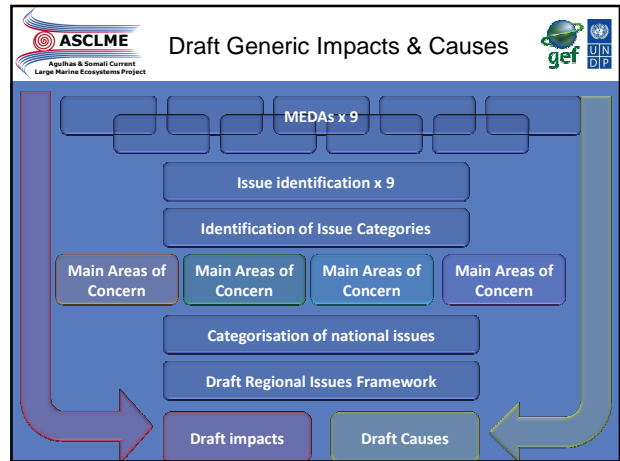 ASCLME
Agulhas & Somali Current
Large Marine Ecosystems Project
Draft Generic Impacts & Causes
gef
U N
D P
MEDAs x 9
Issue identification x 9
Identification of Issue Categories
Main Areas of
Concern
Main Areas of
Concern
Main Areas of
Concern
Main Areas of
Concern
Categorisation of national issues
Draft Regional Issues Framework
Draft impacts
Draft Causes